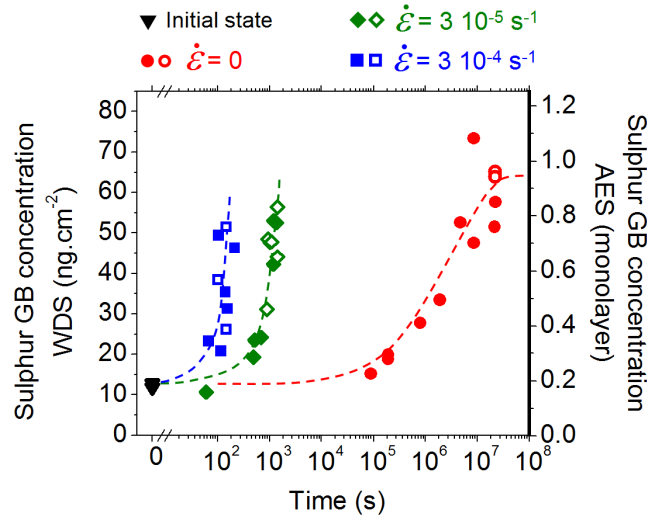 Initial state
ε̇ = 3 10⁻⁵ s⁻¹
ε̇ = 0
ε̇ = 3 10⁻⁴ s⁻¹
Sulphur GB concentration
WDS (ng.cm⁻²)
80
70
60
50
40
30
20
10
0
1.2
1.0
0.8
0.6
0.4
0.2
0.0
Sulphur GB concentration
AES (monolayer)
0 10² 10³ 10⁴ 10⁵ 10⁶ 10⁷ 10⁸
Time (s)